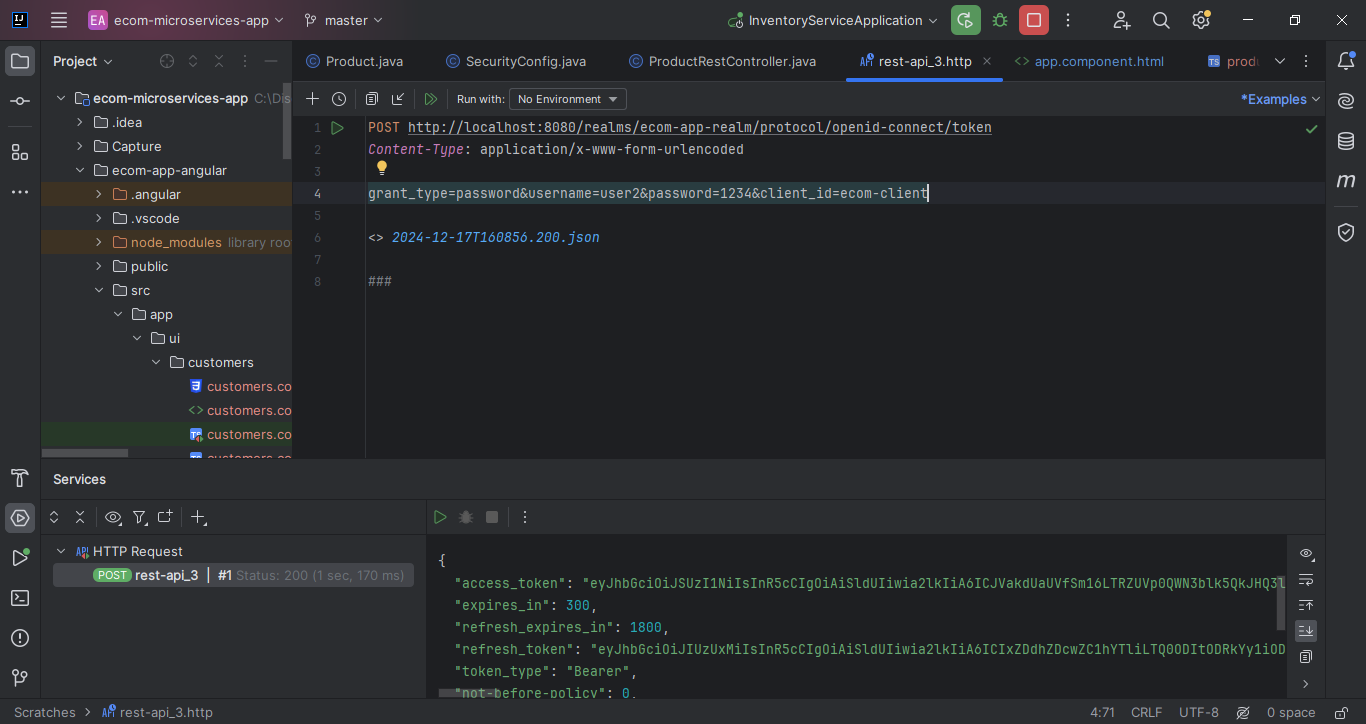 EA ecom-microservices-app master InventoryServiceApplication
Project
Product.java SecurityConfig.java ProductRestController.java rest-api_3.http app.component.html produ
Run with: No Environment *Examples
ecom-microservices-app C:\Dis
.idea
Capture
ecom-app-angular
.angular
.vscode
node_modules library roo
public
src
app
ui
customers
customers.co
customers.co
customers.co
customers.co
1 POST http://localhost:8080/realms/ecom-app-realm/protocol/openid-connect/token
2 Content-Type: application/x-www-form-urlencoded
3
4 grant_type=password&username=user2&password=1234&client_id=ecom-client
5
6 <> 2024-12-17T160856.200.json
7
8 ###
Services
HTTP Request
POST rest-api_3 | #1 Status: 200 (1 sec, 170 ms)
{
"access_token":
"expires_in": 300,
"refresh_expires_in": 1800,
"refresh_token":
"token_type": "Bearer",
"not-before-policy": 0,
Scratches > rest-api_3.http 4:71 CRLF UTF-8 0 space